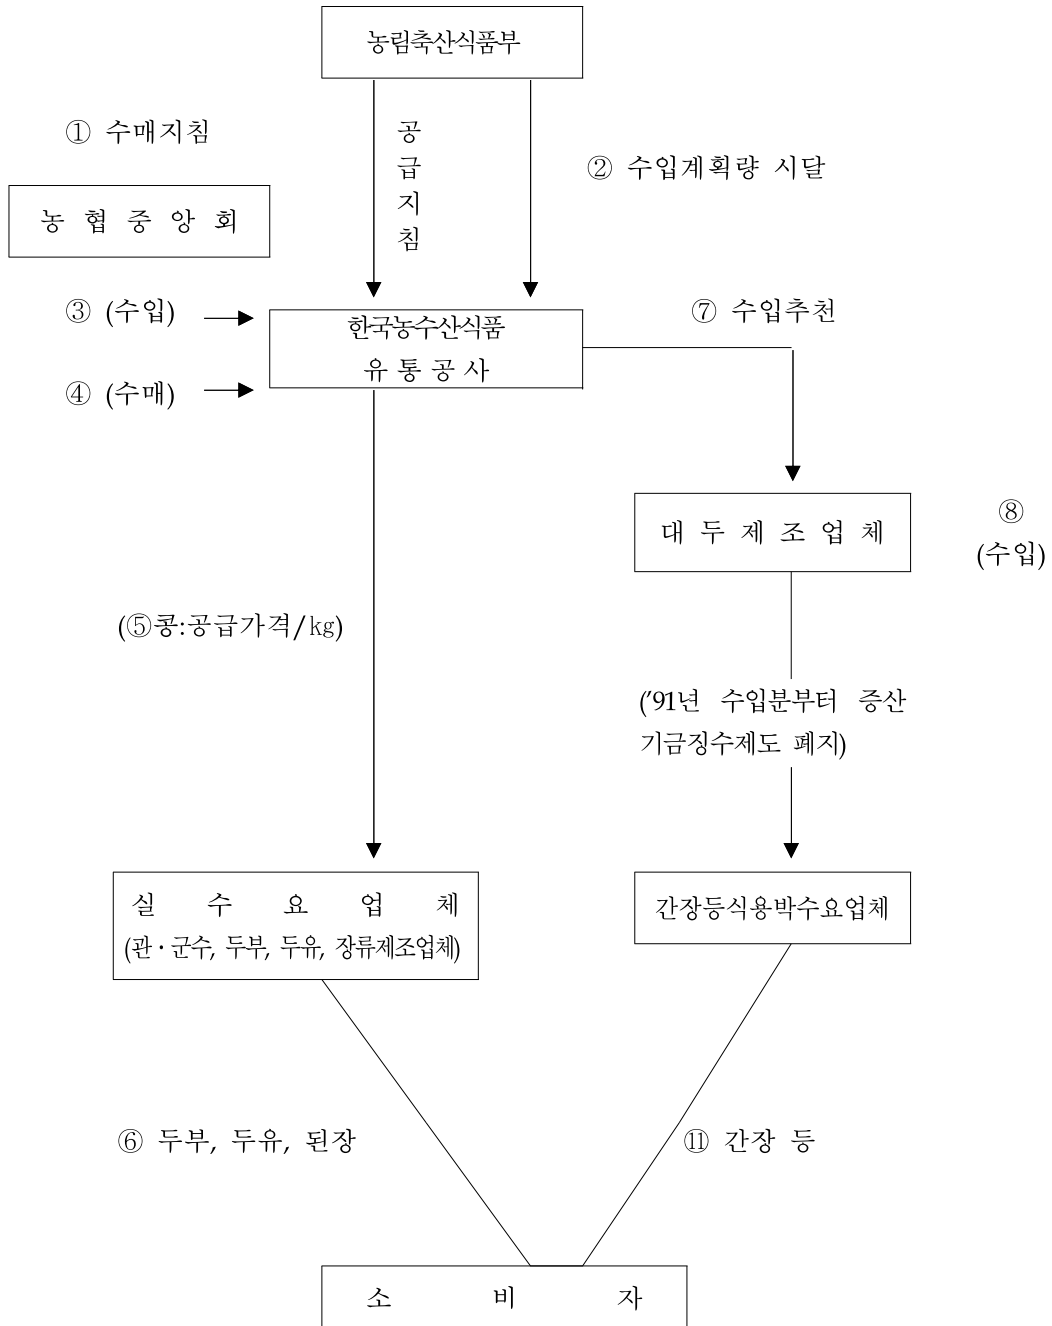 농림축산식품부
① 수매지침
공
급
지
침
② 수입계획량 시달
농 협 중 앙 회
③ (수입)
한국농수산식품
유 통 공 사
⑦ 수입추천
④ (수매)
대 두 제 조 업 체
⑧
(수입)
(⑤콩:공급가격/㎏)
('91년 수입분부터 증산
기금징수제도 폐지)
실 수 요 업 체
(관·군수, 두부, 두유, 장류제조업체)
간장등식용박수요업체
⑥ 두부, 두유, 된장
⑪ 간장 등
소 비 자